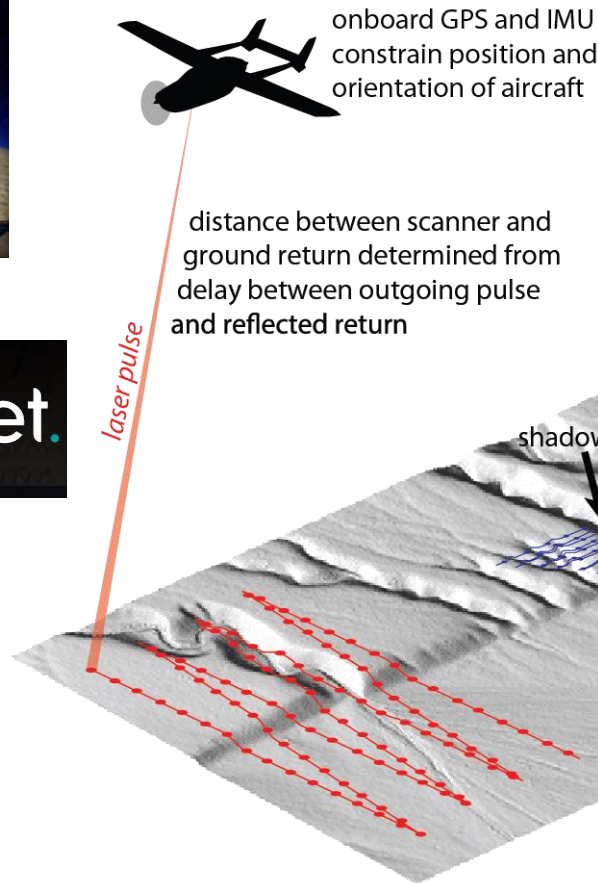 onboard GPS and IMU
constrain position and
orientation of aircraft
distance between scanner and
ground return determined from
delay between outgoing pulse
and reflected return
laser pulse
et.
shadow